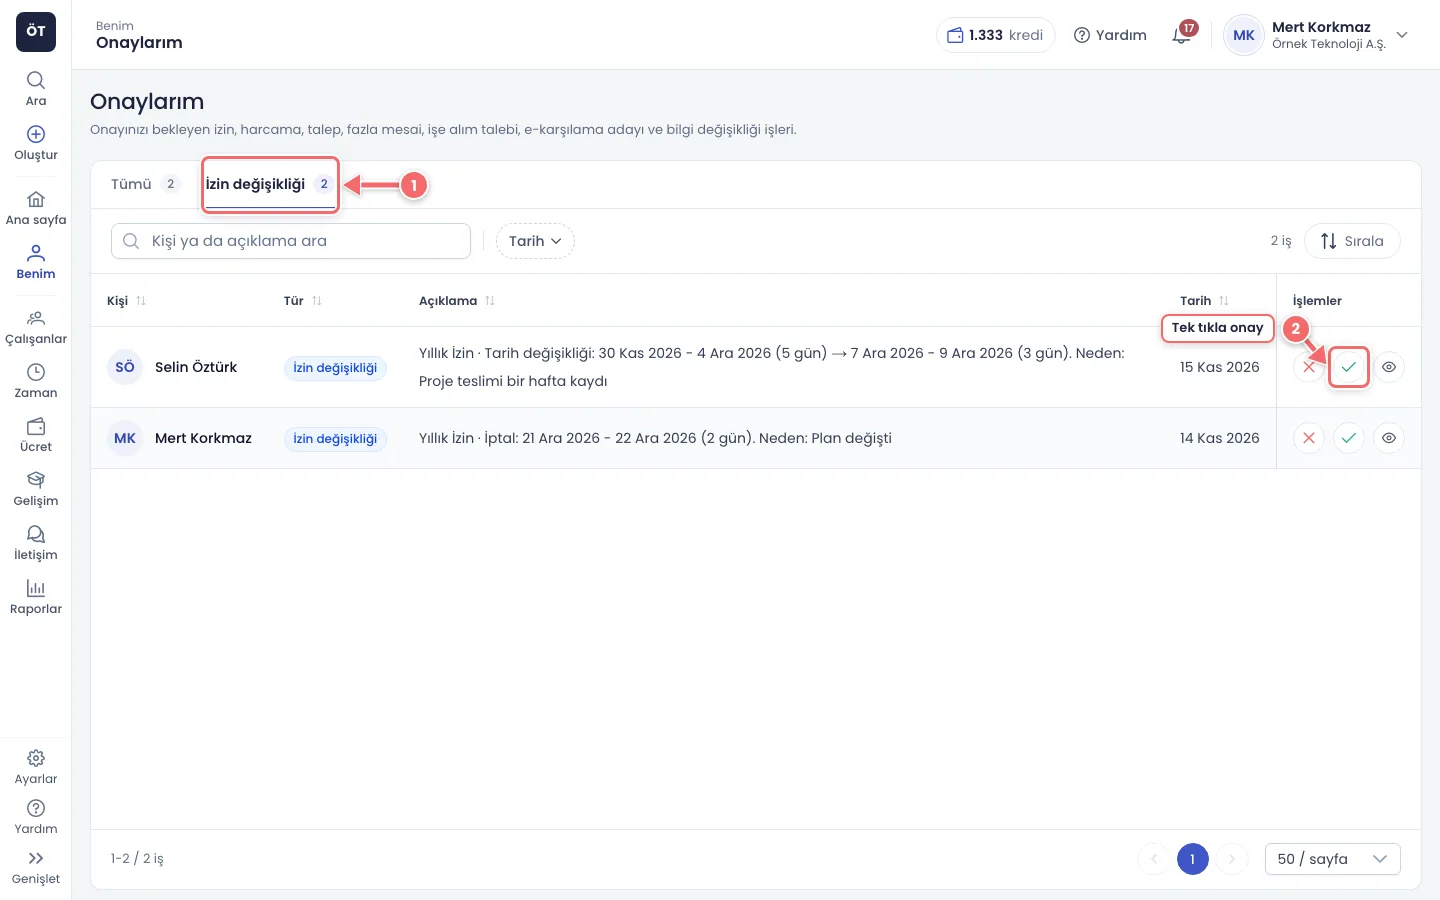 ÖT
Ara
Oluştur
Ana sayfa
Benim
Çalışanlar
Zaman
Ücret
Gelişim
İletişim
Raporlar
Ayarlar
Yardım
Genişlet
Benim
Onaylarım
1.333 kredi
Yardım
17
MK
Mert Korkmaz
Örnek Teknoloji A.Ş.
Onaylarım
Onayınızı bekleyen izin, harcama, talep, fazla mesai, işe alım talebi, e-karşılama adayı ve bilgi değişikliği işleri.
Tümü 2
İzin değişikliği 2
1
Kişi ya da açıklama ara
Tarih
2 iş
Sırala
Kişi Tür Açıklama Tarih İşlemler
Tek tıkla onay
2
SÖ Selin Öztürk İzin değişikliği
Yıllık İzin · Tarih değişikliği: 30 Kas 2026 - 4 Ara 2026 (5 gün) → 7 Ara 2026 - 9 Ara 2026 (3 gün). Neden:
Proje teslimi bir hafta kaydı
15 Kas 2026
MK Mert Korkmaz İzin değişikliği Yıllık İzin · İptal: 21 Ara 2026 - 22 Ara 2026 (2 gün). Neden: Plan değişti 14 Kas 2026
1-2 / 2 iş
1
50 / sayfa